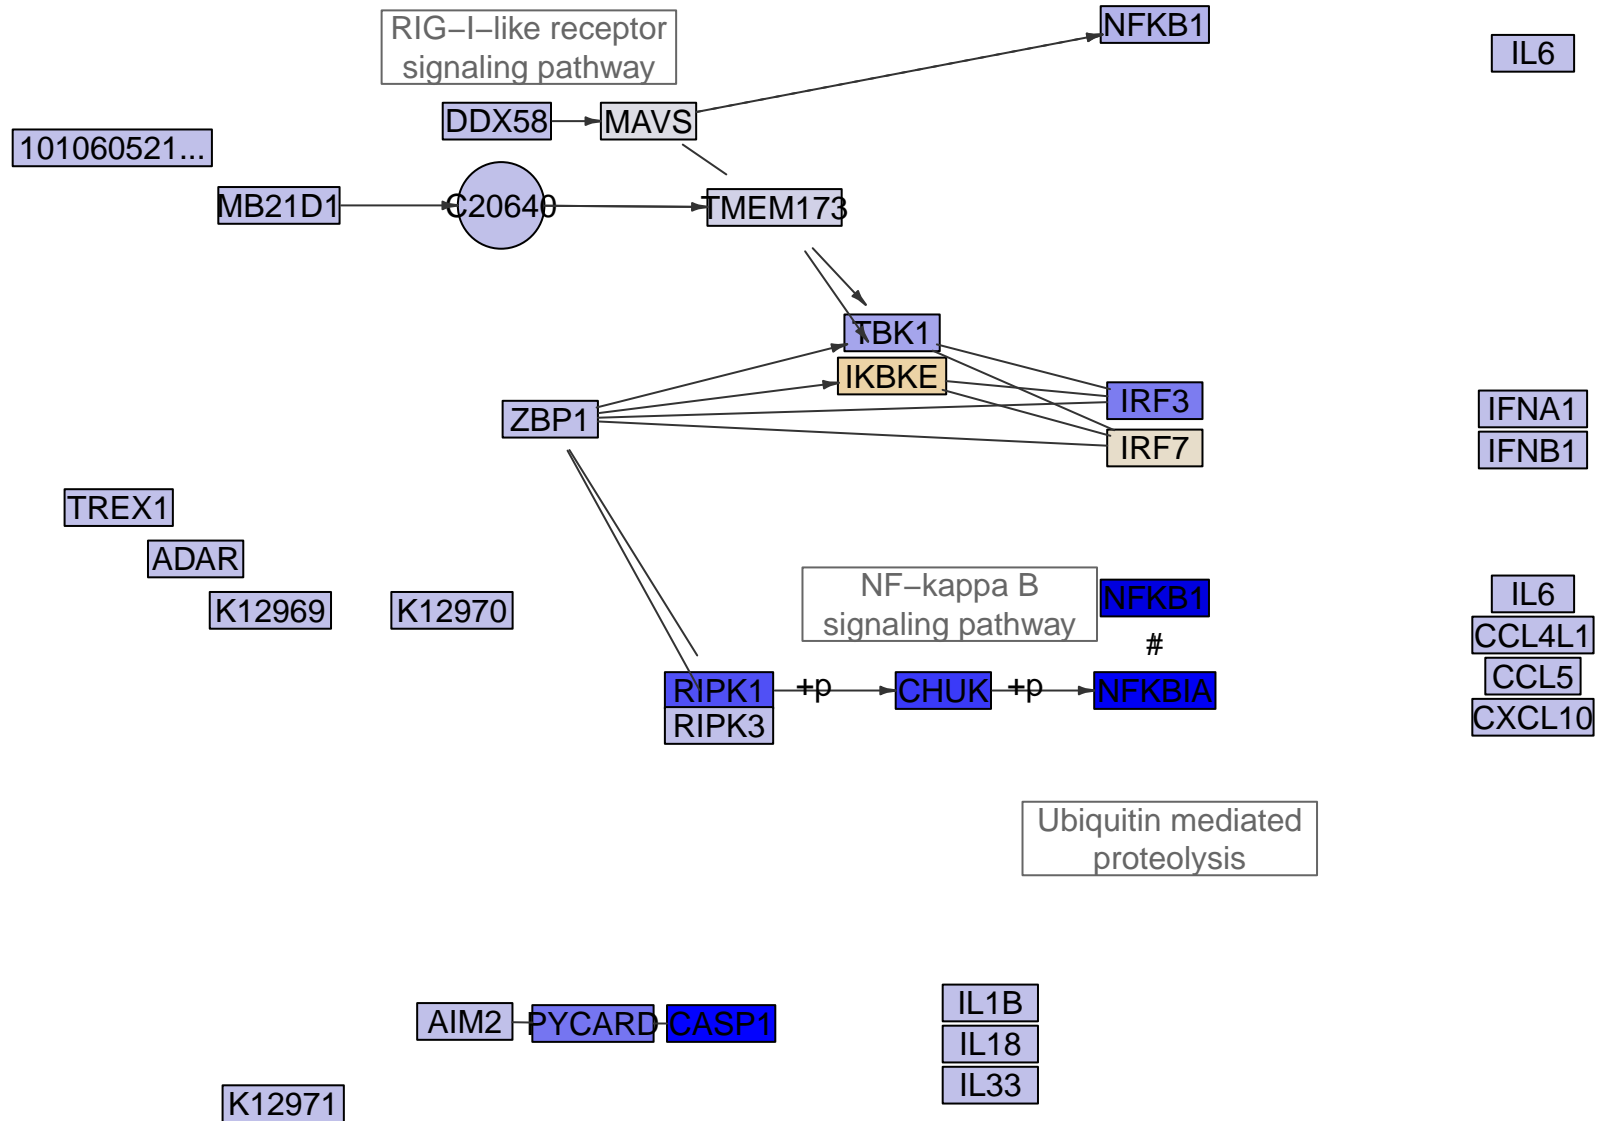 RIG−I−like receptor
signaling pathway
NFKB1
IL6
DDX58
MAVS
101060521...
MB21D1
C20640
TMEM173
TBK1
IKBKE
ZBP1
IRF3
IRF7
IFNA1
IFNB1
TREX1
ADAR
K12969
K12970
NF−kappa B
signaling pathway
NFKB1
#
IL6
CCL4L1
CCL5
CXCL10
RIPK1
+p
CHUK
+p
NFKBIA
RIPK3
Ubiquitin mediated
proteolysis
AIM2
PYCARD
CASP1
IL1B
IL18
IL33
K12971